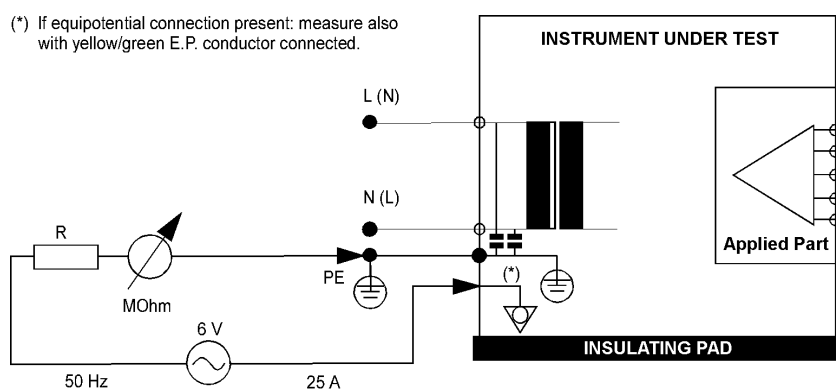 (*) If equipotential connection present: measure also
with yellow/green E.P. conductor connected.
INSTRUMENT UNDER TEST
L (N)
N (L)
R
Applied Part
PE
(*)
MOhm
6 V
INSULATING PAD
50 Hz
25 A